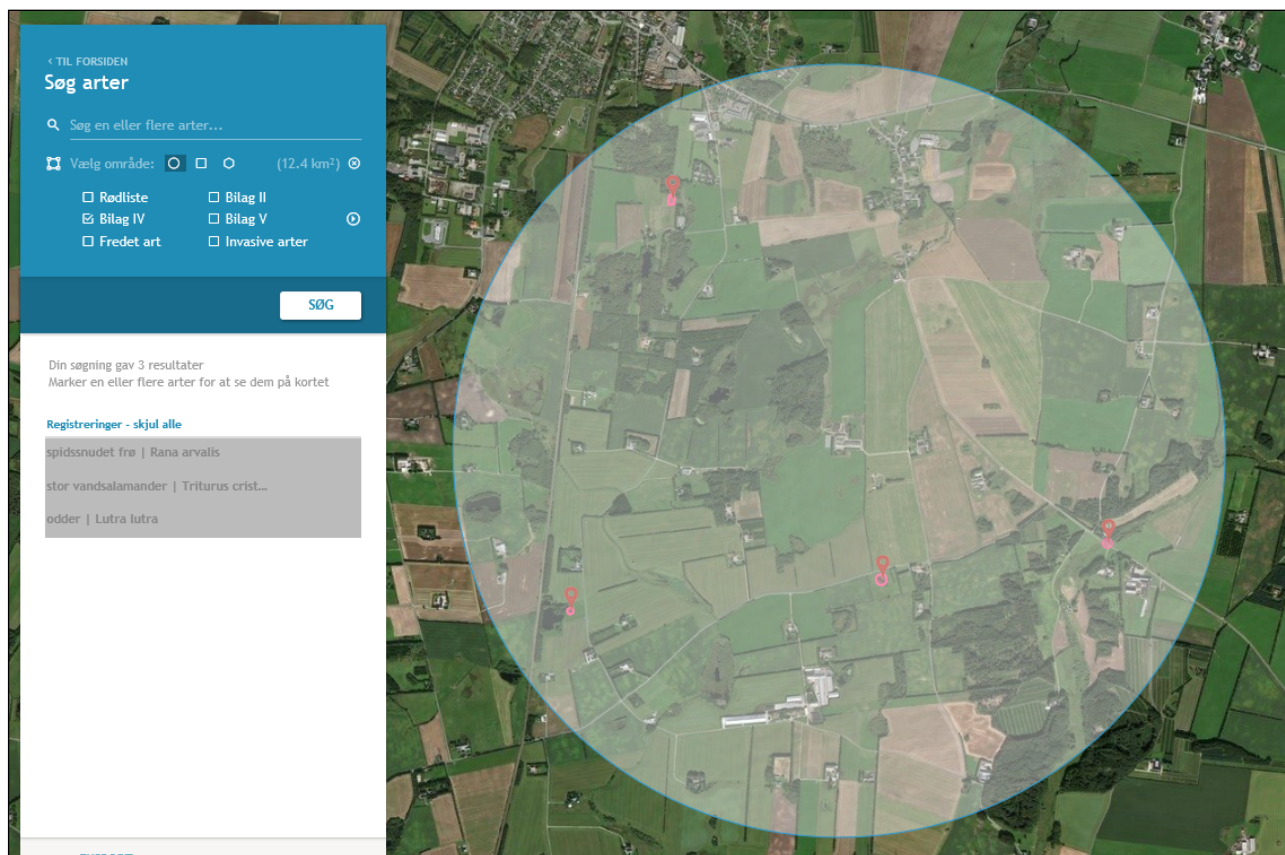 ‹ TIL FORSIDEN
Søg arter
Søg en eller flere arter...
Vælg område: (12.4 km²)
Rødliste Bilag II
Bilag IV Bilag V
Fredet art Invasive arter
SØG
Din søgning gav 3 resultater
Marker en eller flere arter for at se dem på kortet
Registreringer - skjul alle
spidssnudet frø | Rana arvalis
stor vandsalamander | Triturus crist...
odder | Lutra lutra